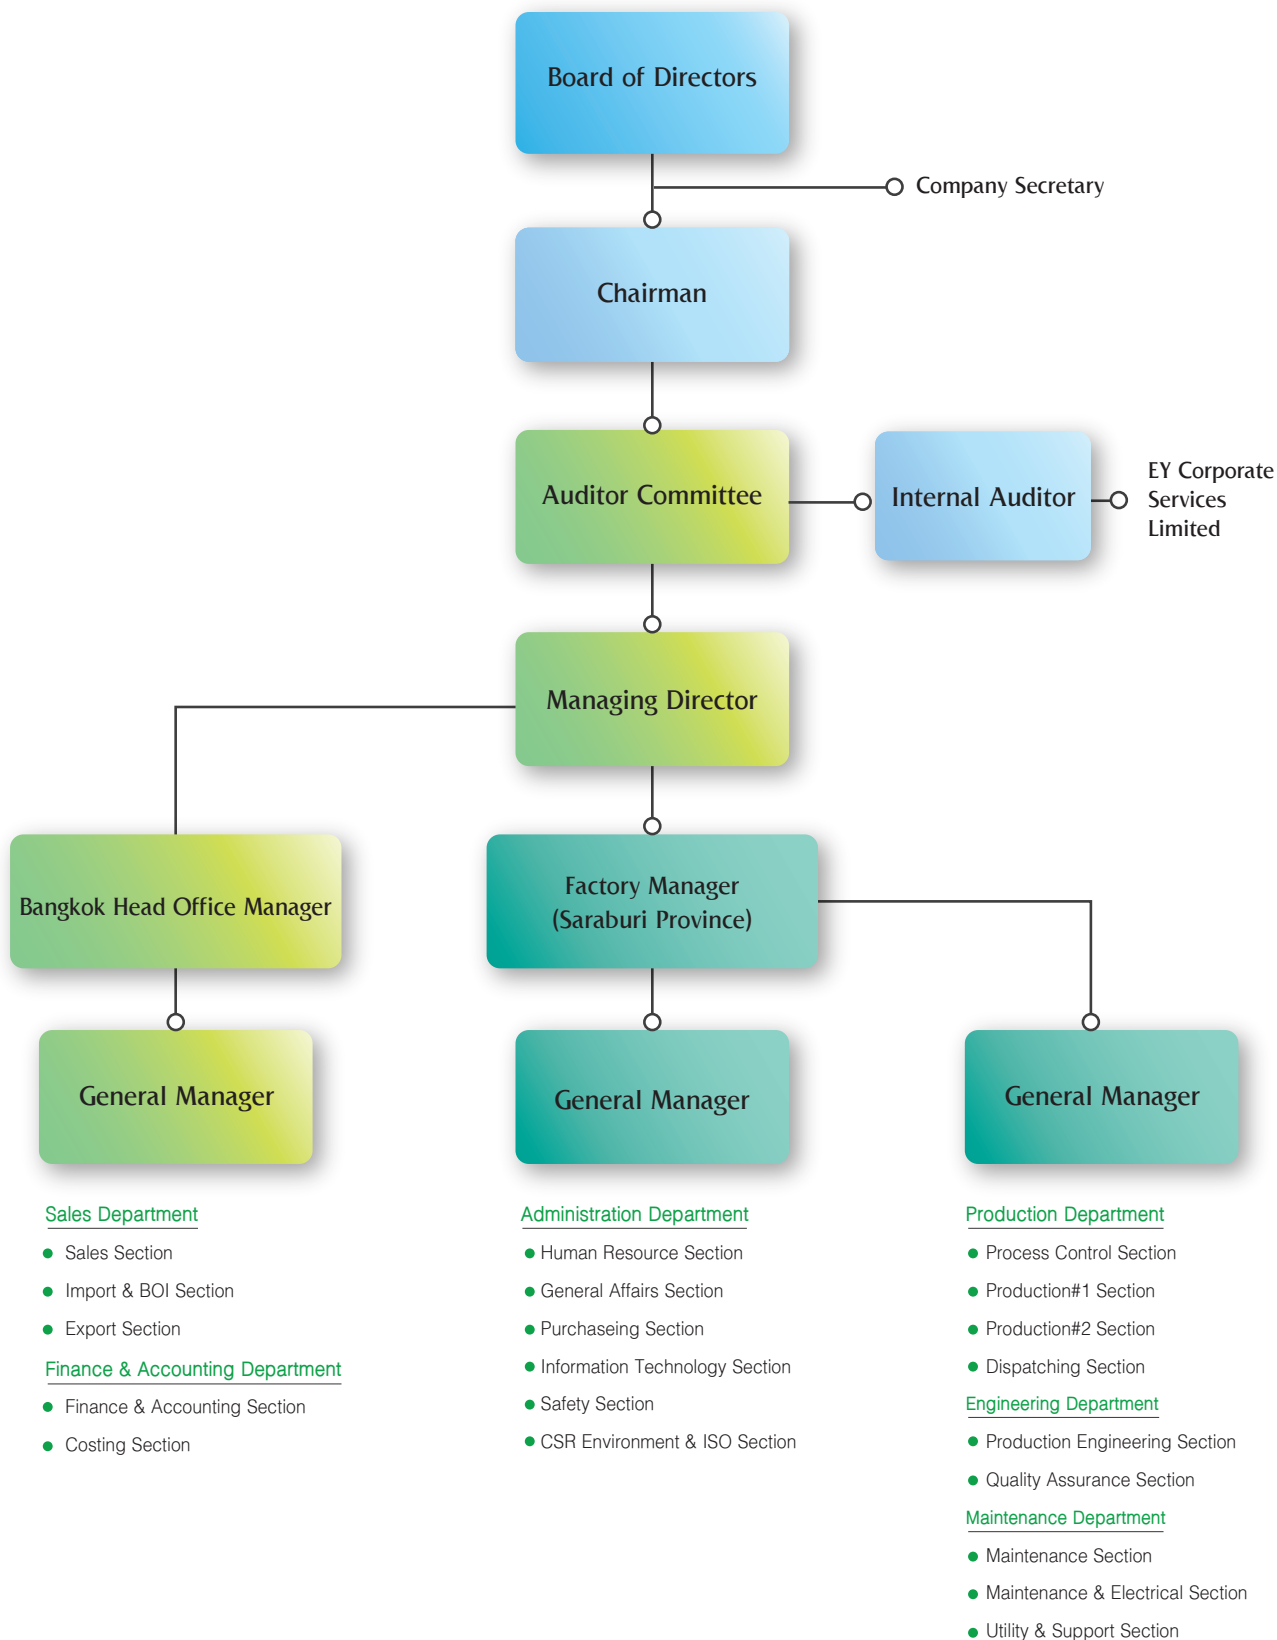 Board of Directors
Company Secretary
Chairman
Auditor Committee
Internal Auditor
EY Corporate
Services
Limited
Managing Director
Bangkok Head Office Manager
Factory Manager
(Saraburi Province)
General Manager
General Manager
General Manager
Sales Department
Sales Section
Import & BOI Section
Export Section
Finance & Accounting Department
Finance & Accounting Section
Costing Section
Administration Department
Human Resource Section
General Affairs Section
Purchaseing Section
Information Technology Section
Safety Section
CSR Environment & ISO Section
Production Department
Process Control Section
Production#1 Section
Production#2 Section
Dispatching Section
Engineering Department
Production Engineering Section
Quality Assurance Section
Maintenance Department
Maintenance Section
Maintenance & Electrical Section
Utility & Support Section